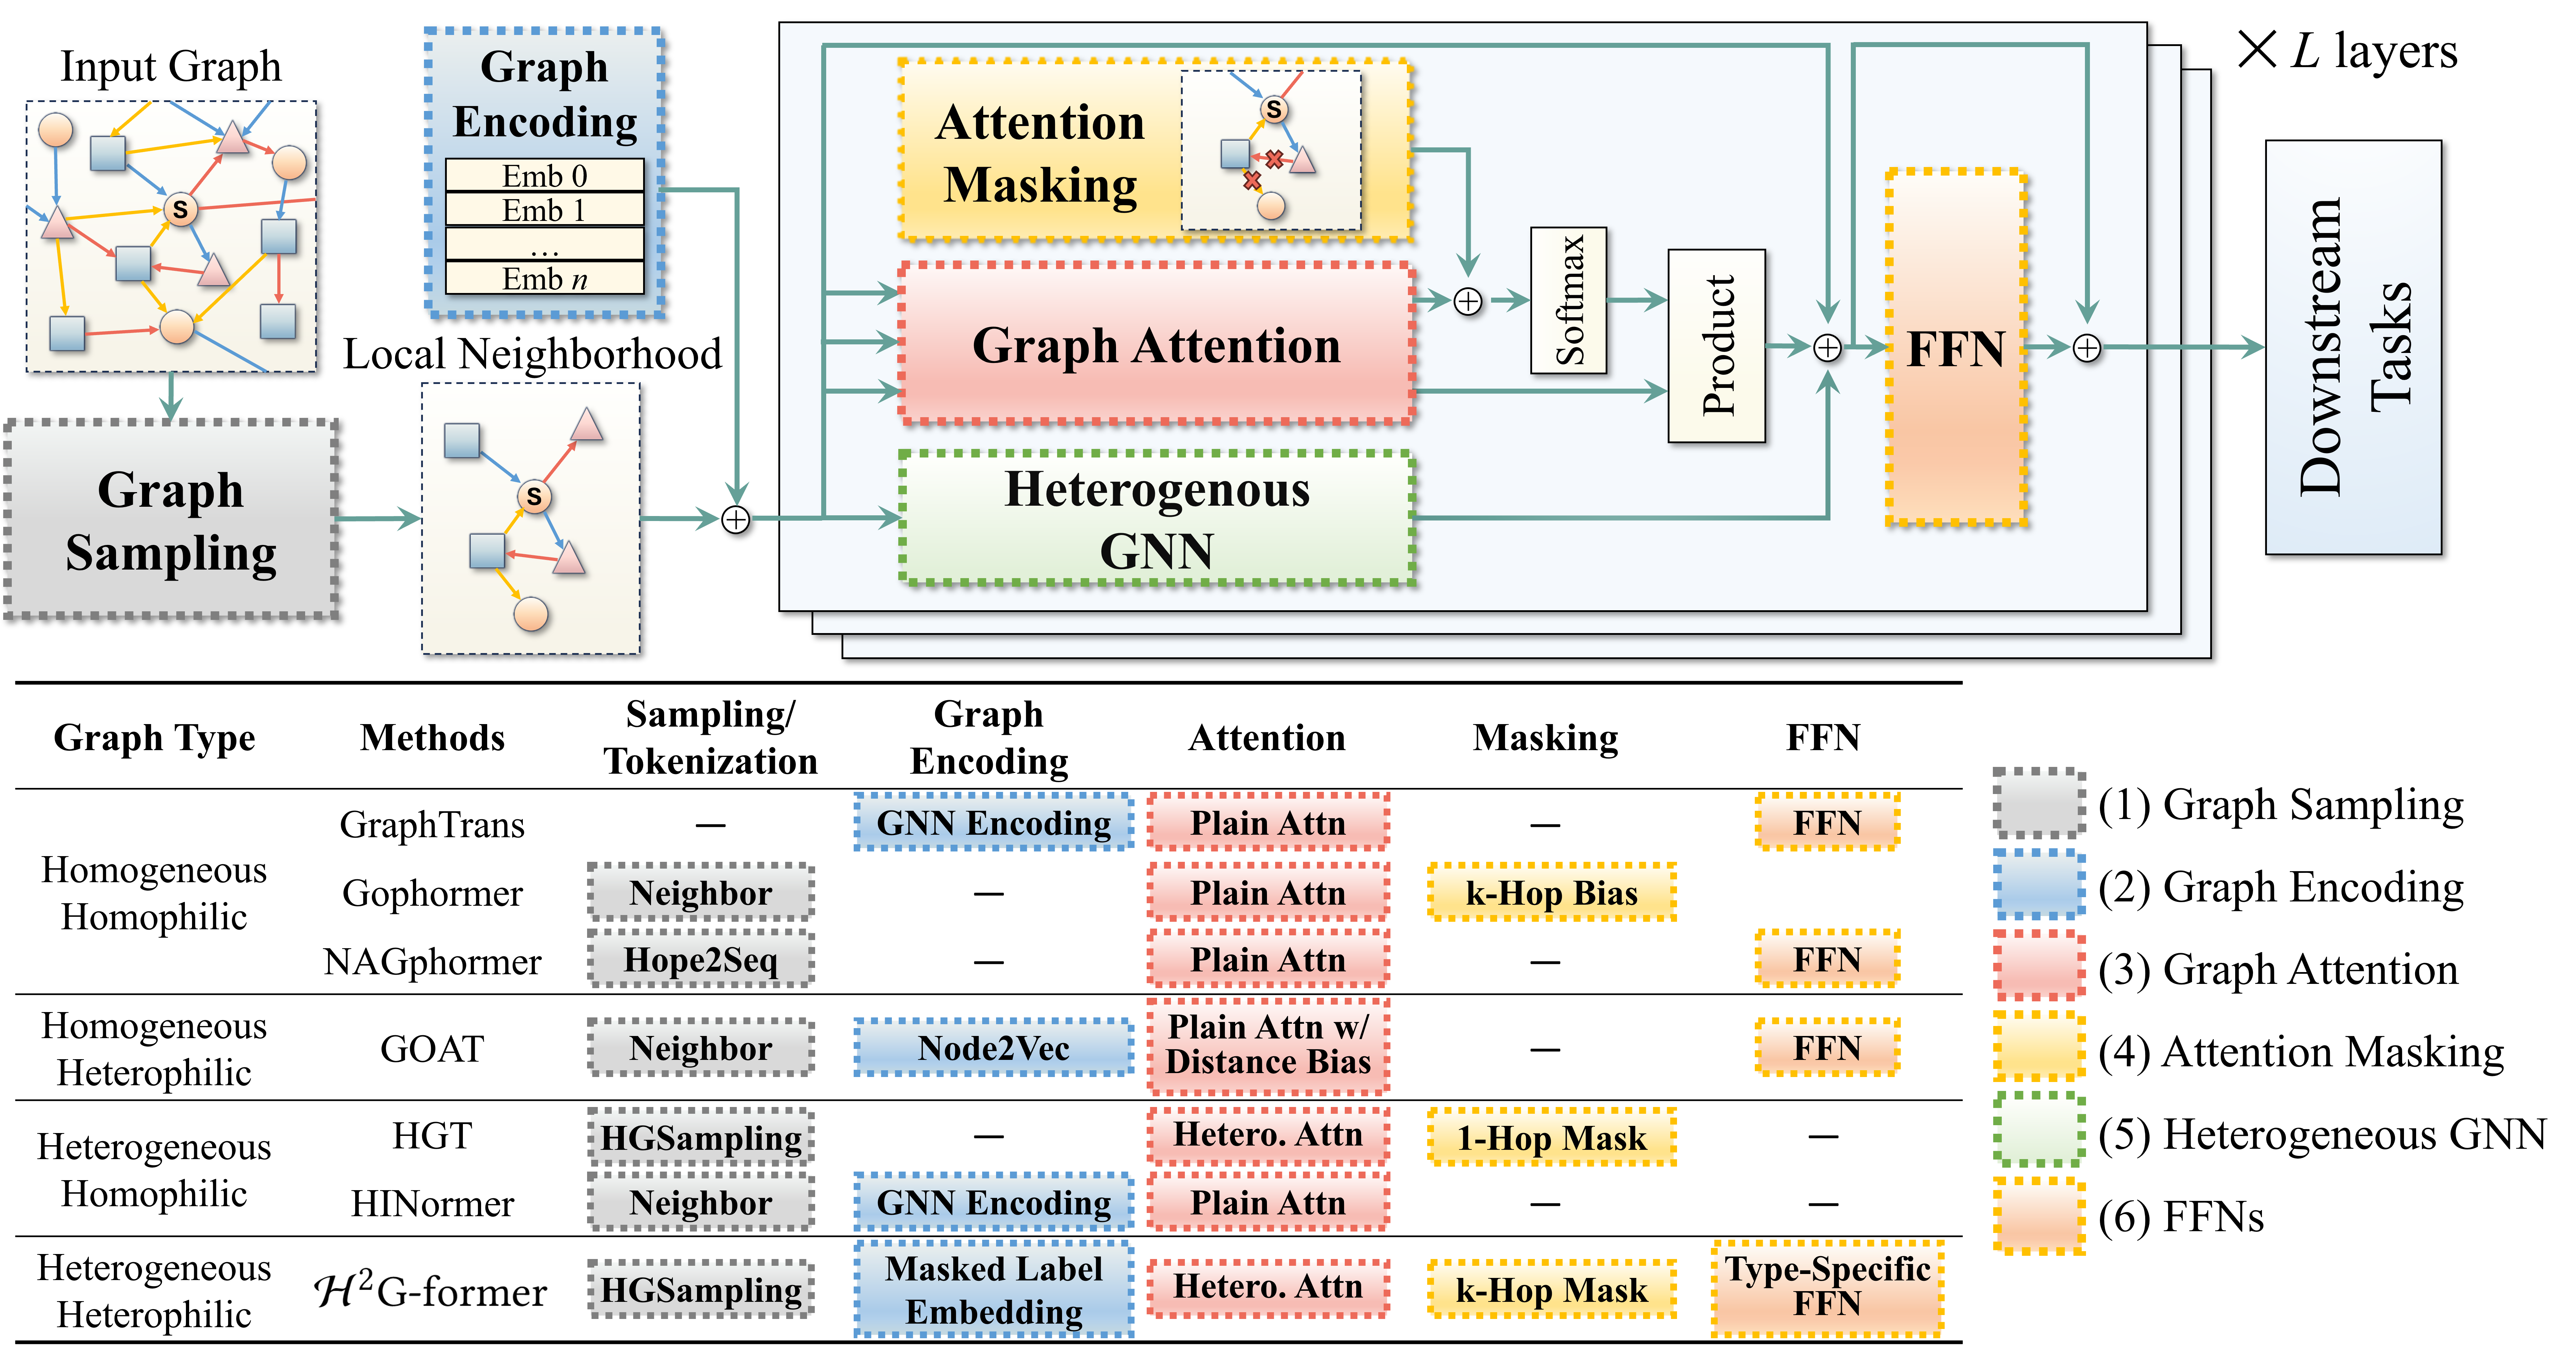 Input Graph
S
Graph
Sampling
Graph
Encoding
Emb 0
Emb 1
...
Emb n
Local Neighborhood
S
Attention
Masking
S
Graph Attention
Heterogenous
GNN
Softmax
Product
FFN
× L layers
Downstream
Tasks
Graph Type Methods Sampling/
Tokenization Graph
Encoding Attention Masking FFN
Homogeneous
Homophilic
GraphTrans — GNN Encoding Plain Attn — FFN
Gophormer Neighbor — Plain Attn k-Hop Bias
NAGphormer Hope2Seq — Plain Attn — FFN
Homogeneous
Heterophilic
GOAT Neighbor Node2Vec Plain Attn w/
Distance Bias — FFN
Heterogeneous
Homophilic
HGT HGSampling — Hetero. Attn 1-Hop Mask —
HINormer Neighbor GNN Encoding Plain Attn — —
Heterogeneous
Heterophilic
ℋ²G-former HGSampling Masked Label
Embedding Hetero. Attn k-Hop Mask Type-Specific
FFN
(1) Graph Sampling
(2) Graph Encoding
(3) Graph Attention
(4) Attention Masking
(5) Heterogeneous GNN
(6) FFNs